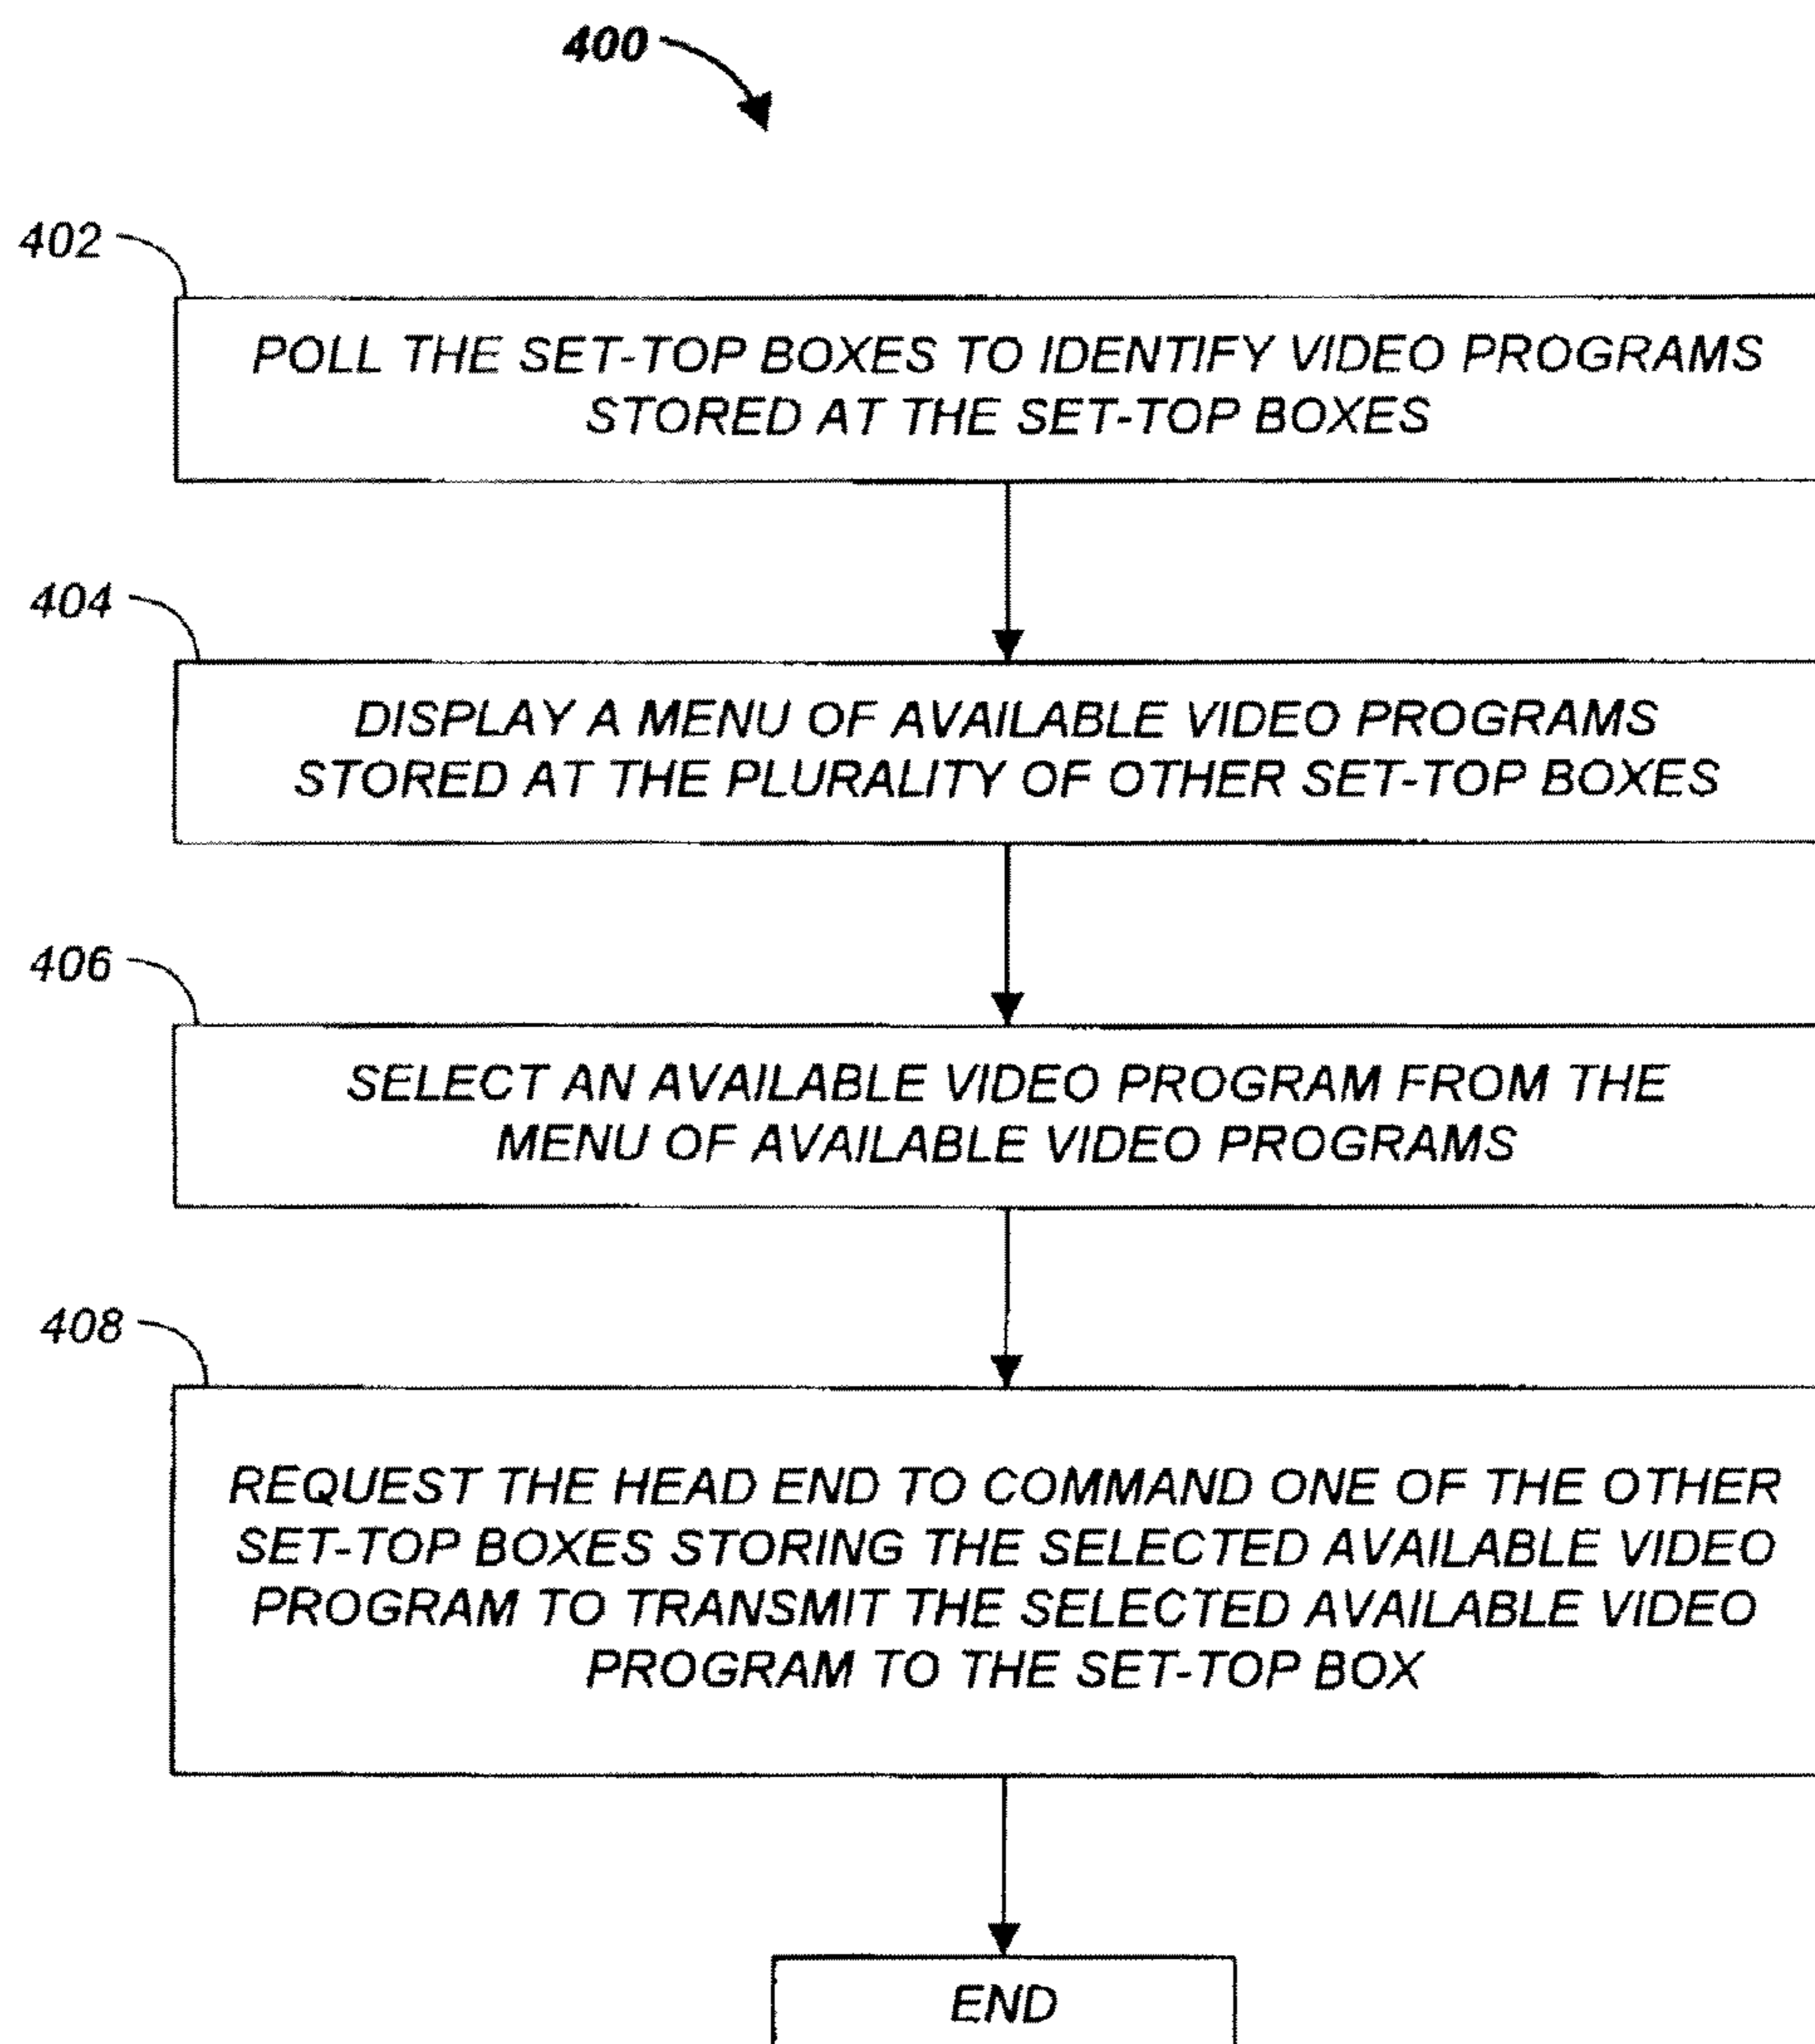 400
402
POLL THE SET-TOP BOXES TO IDENTIFY VIDEO PROGRAMS
STORED AT THE SET-TOP BOXES
404
DISPLAY A MENU OF AVAILABLE VIDEO PROGRAMS
STORED AT THE PLURALITY OF OTHER SET-TOP BOXES
406
SELECT AN AVAILABLE VIDEO PROGRAM FROM THE
MENU OF AVAILABLE VIDEO PROGRAMS
408
REQUEST THE HEAD END TO COMMAND ONE OF THE OTHER
SET-TOP BOXES STORING THE SELECTED AVAILABLE VIDEO
PROGRAM TO TRANSMIT THE SELECTED AVAILABLE VIDEO
PROGRAM TO THE SET-TOP BOX
END